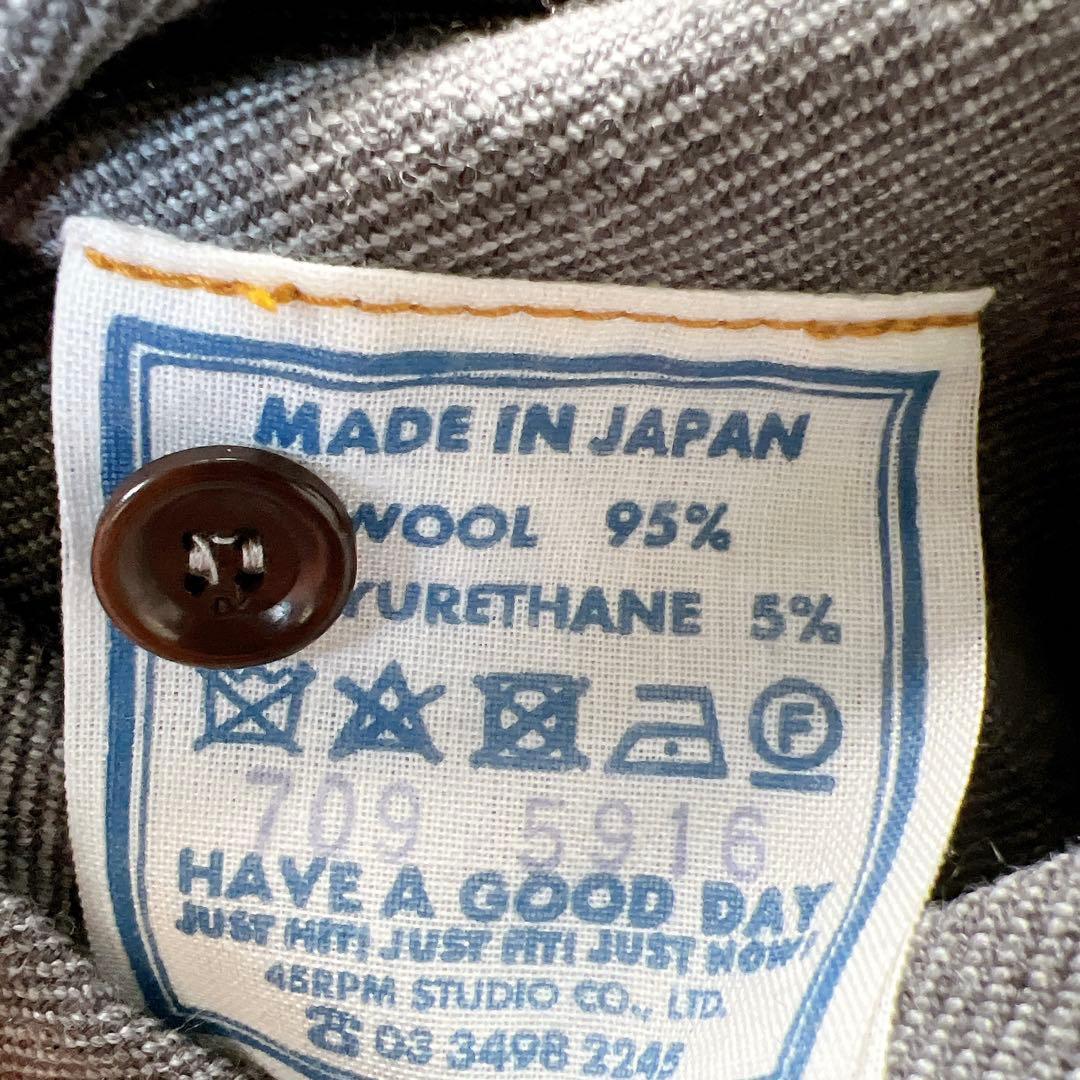 MADE IN JAPAN
WOOL 95%
YURETHANE 5%
F
709 5916
HAVE A GOOD DAY
JUST HIT! JUST FIT! JUST NOW!
45RPM STUDIO CO., LTD.
03 3498 2245